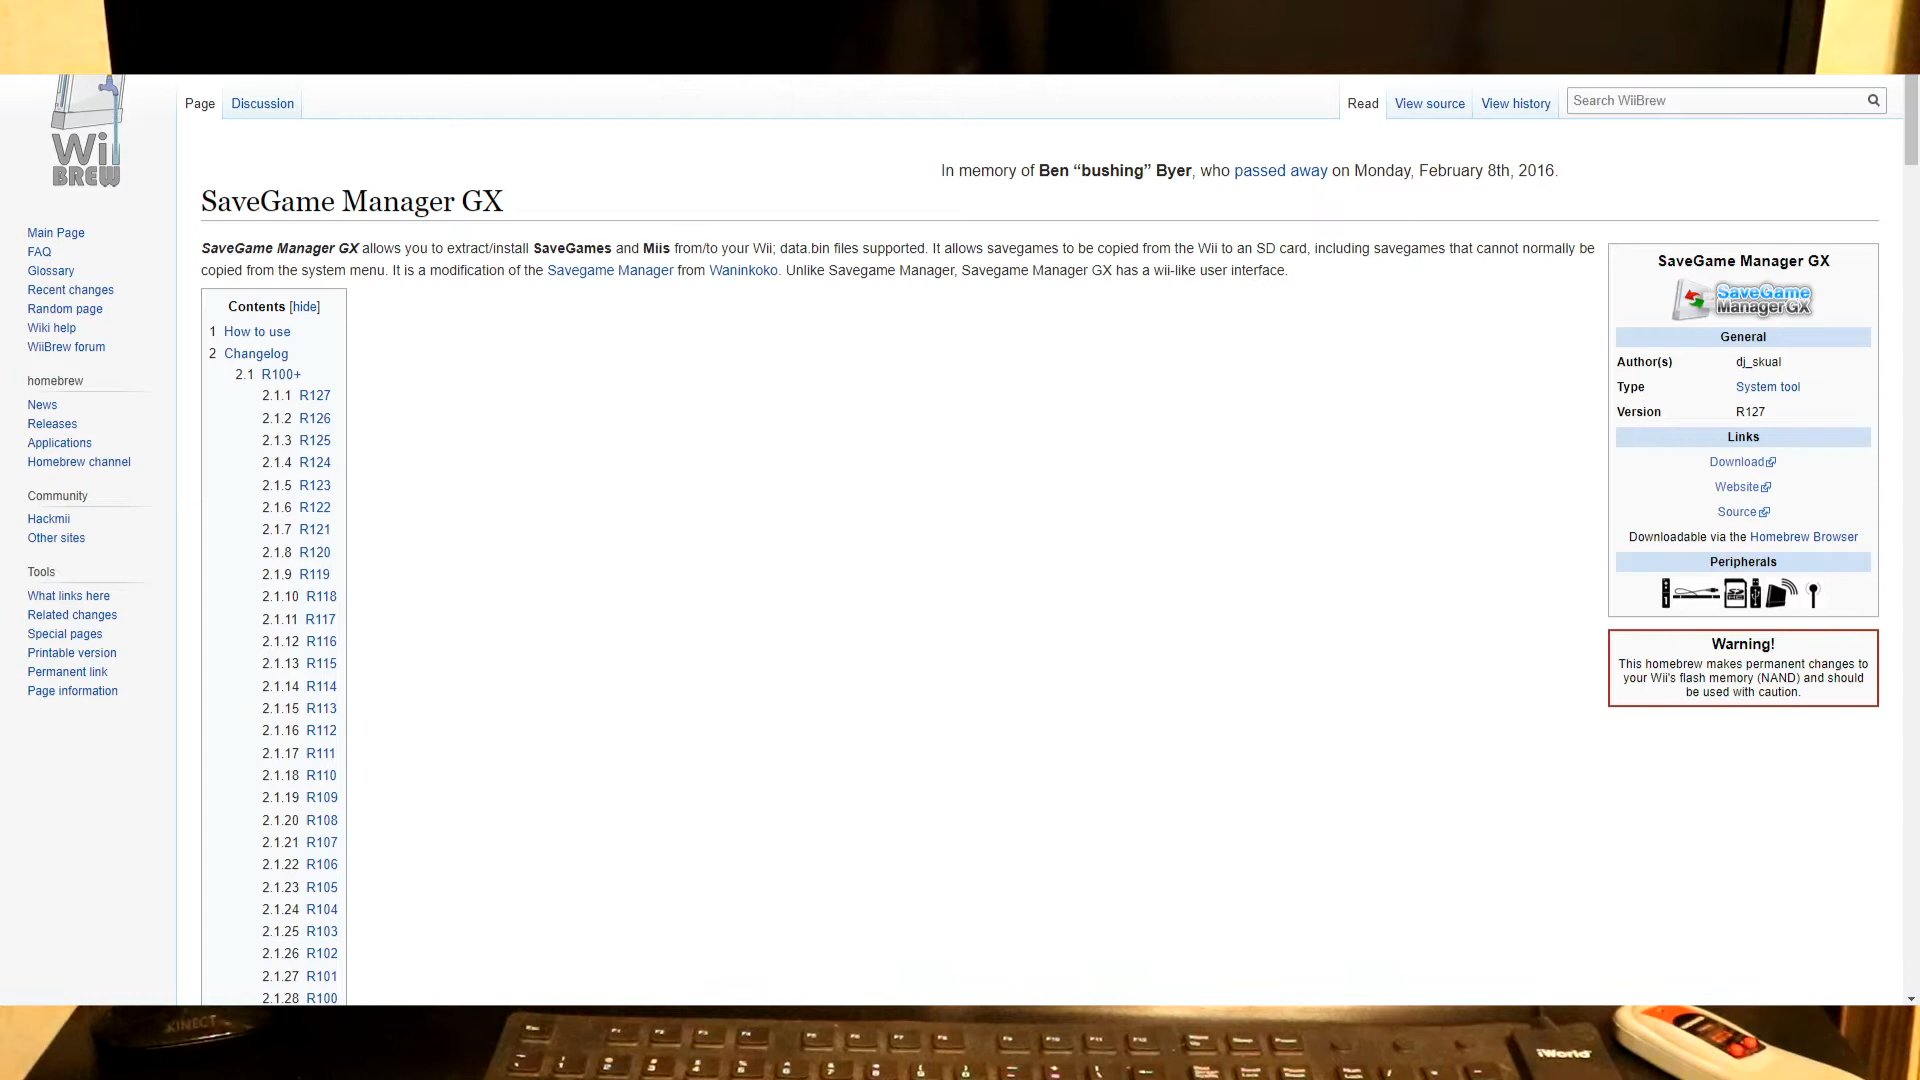 Wii
BREW
Page
Discussion
Read
View source
View history
Search WiiBrew
In memory of Ben “bushing” Byer, who passed away on Monday, February 8th, 2016.
SaveGame Manager GX
SaveGame Manager GX allows you to extract/install SaveGames and Miis from/to your Wii; data.bin files supported. It allows savegames to be copied from the Wii to an SD card, including savegames that cannot normally be
copied from the system menu. It is a modification of the Savegame Manager from Waninkoko. Unlike Savegame Manager, Savegame Manager GX has a wii-like user interface.
Main Page
FAQ
Glossary
Recent changes
Random page
Wiki help
WiiBrew forum
homebrew
News
Releases
Applications
Homebrew channel
Community
Hackmii
Other sites
Tools
What links here
Related changes
Special pages
Printable version
Permanent link
Page information
Contents [hide]
1 How to use
2 Changelog
2.1 R100+
2.1.1 R127
2.1.2 R126
2.1.3 R125
2.1.4 R124
2.1.5 R123
2.1.6 R122
2.1.7 R121
2.1.8 R120
2.1.9 R119
2.1.10 R118
2.1.11 R117
2.1.12 R116
2.1.13 R115
2.1.14 R114
2.1.15 R113
2.1.16 R112
2.1.17 R111
2.1.18 R110
2.1.19 R109
2.1.20 R108
2.1.21 R107
2.1.22 R106
2.1.23 R105
2.1.24 R104
2.1.25 R103
2.1.26 R102
2.1.27 R101
2.1.28 R100
SaveGame Manager GX
SaveGame
ManagerGX
General
Author(s) dj_skual
Type System tool
Version R127
Links
Download
Website
Source
Downloadable via the Homebrew Browser
Peripherals
Warning!
This homebrew makes permanent changes to
your Wii's flash memory (NAND) and should
be used with caution.
KINECT
iWorld